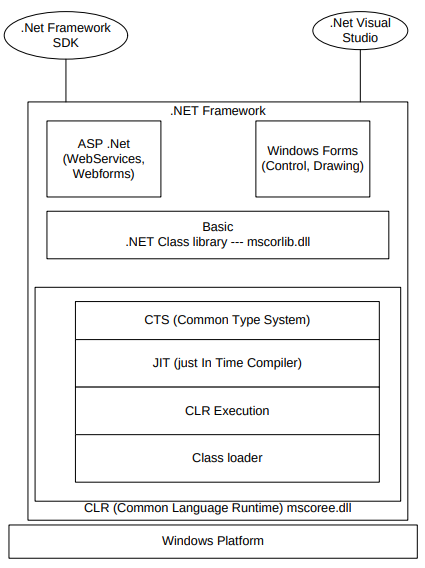 .Net Framework
SDK
.Net Visual
Studio
.NET Framework
ASP .Net
(WebServices,
Webforms)
Windows Forms
(Control, Drawing)
Basic
.NET Class library --- mscorlib.dll
CTS (Common Type System)
JIT (just In Time Compiler)
CLR Execution
Class loader
CLR (Common Language Runtime) mscoree.dll
Windows Platform